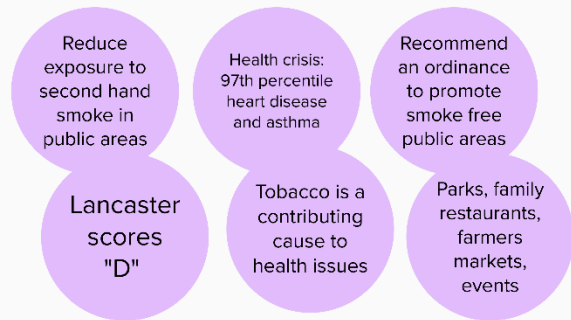 Reduce
exposure to
second hand
smoke in
public areas
Health crisis:
97th percentile
heart disease
and asthma
Recommend
an ordinance
to promote
smoke free
public areas
Lancaster
scores
"D"
Tobacco is a
contributing
cause to
health issues
Parks, family
restaurants,
farmers
markets,
events